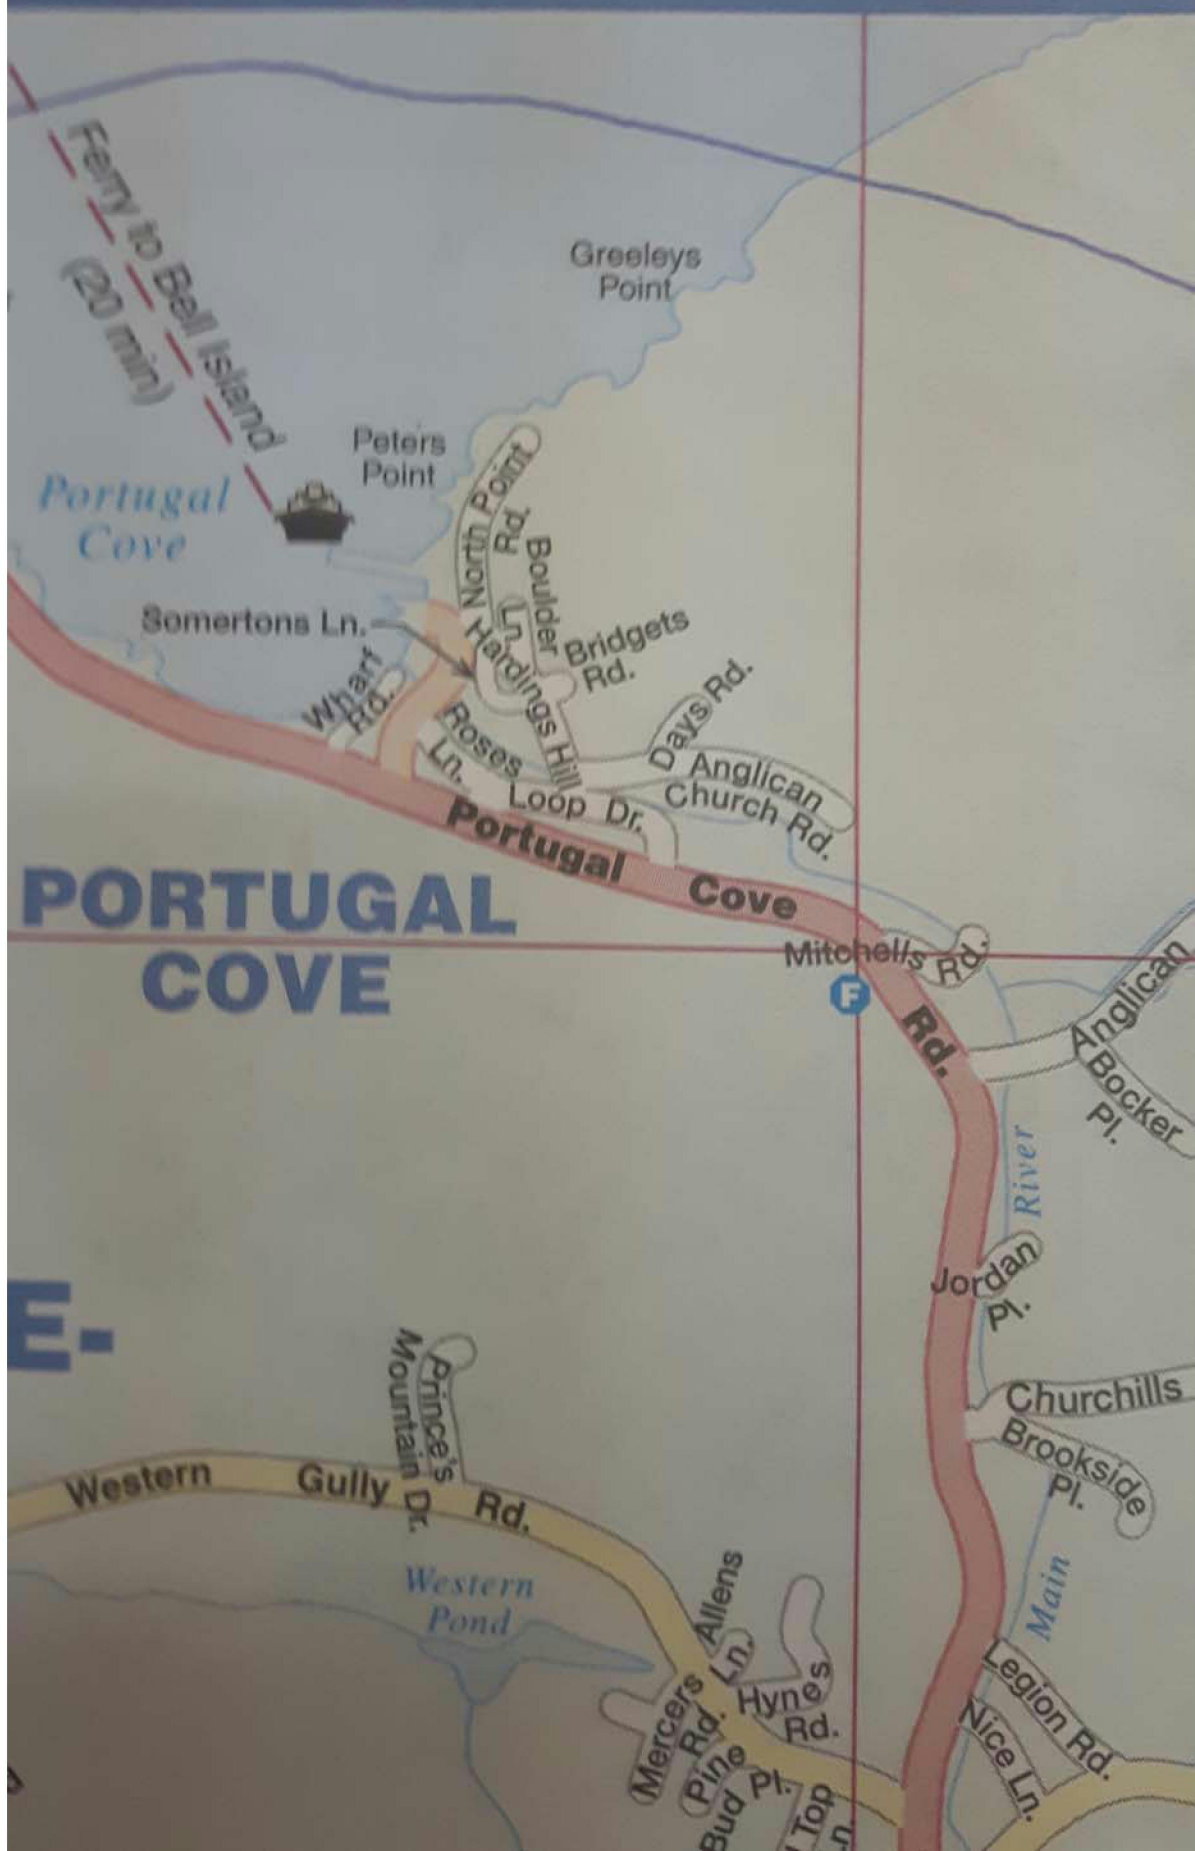 Ferry to Bell Island
(20 min)
Greeleys
Point
Peters
Point
Portugal
Cove
North Point
Rd.
Boulder
Ln.
Somertons Ln.
Hardings Hill
Bridgets
Rd.
Wharf
Rd.
Roses
Ln.
Days Rd.
Anglican
Church Rd.
Loop Dr.
Portugal Cove Rd.
PORTUGAL
COVE
Mitchells Rd.
F
Anglican
Bocker
Pl.
River
Jordan
Pl.
E-
Prince's
Mountain Dr.
Churchills
Brookside
Pl.
Western Gully Rd.
Western
Pond
Allens
Ln.
Main
Hynes
Rd.
Mercers
Rd.
Legion Rd.
Nice Ln.
Pine
Bud Pl.
Top